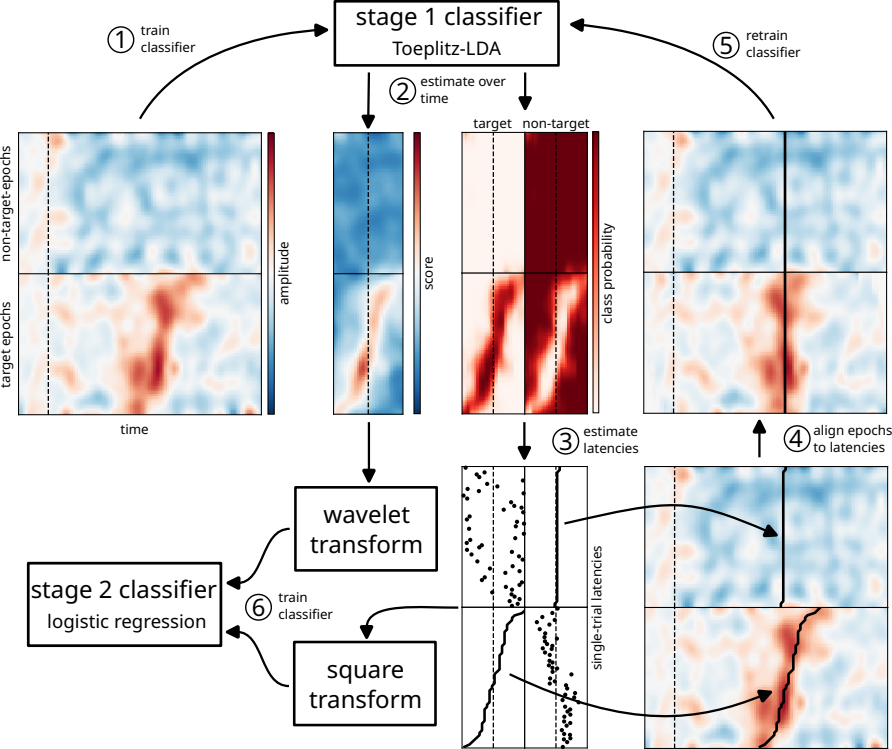 stage 1 classifier
Toeplitz-LDA
1 train
classifier
5 retrain
classifier
2 estimate over
time
target non-target
non-target-epochs
target epochs
amplitude
score
class probability
time
3 estimate
latencies
4 align epochs
to latencies
wavelet
transform
stage 2 classifier
logistic regression
6 train
classifier
square
transform
single-trial latencies